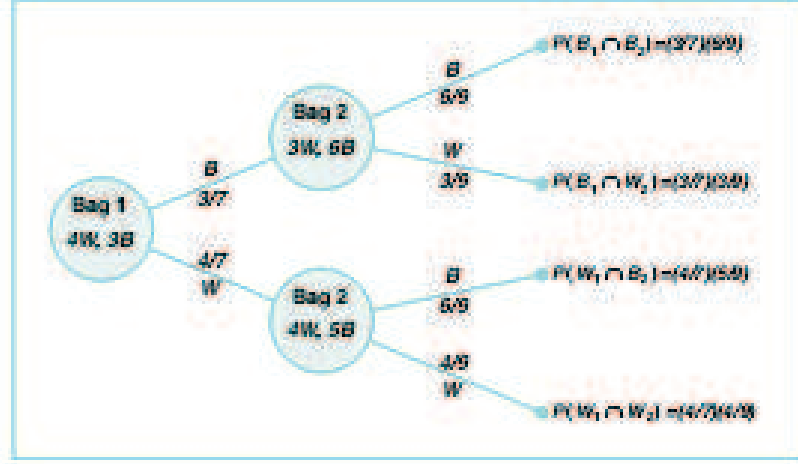 P(B₁ ∩ B₂)=(3/7)(6/9)
B
6/9
Bag 2
3W, 6B
W
3/9
P(B₁ ∩ W₂)=(3/7)(3/9)
B
3/7
Bag 1
4W, 3B
4/7
W
B
5/9
P(W₁ ∩ B₂)=(4/7)(5/9)
Bag 2
4W, 5B
4/9
W
P(W₁ ∩ W₂)=(4/7)(4/9)